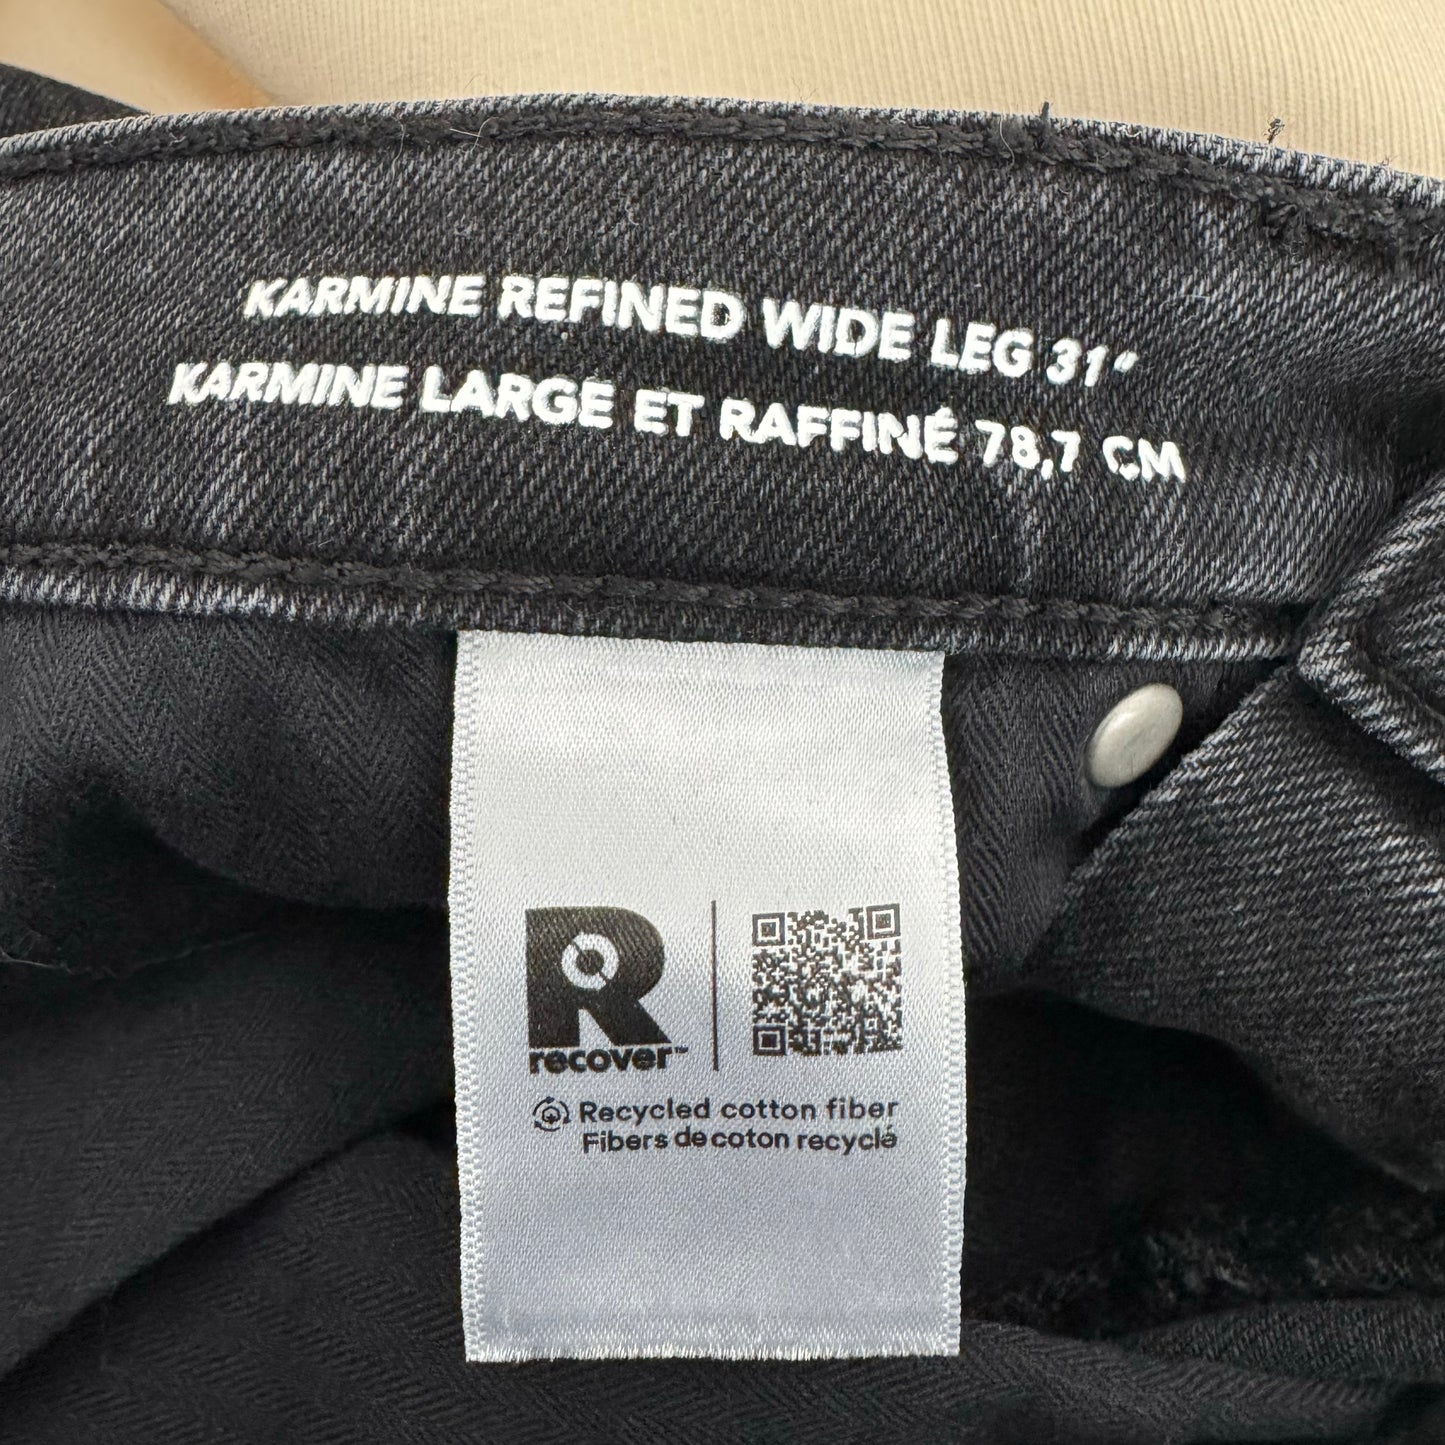 KARMINE REFINED WIDE LEG 31"
KARMINE LARGE ET RAFFINÉ 78,7 CM
R
recover™
Recycled cotton fiber
Fibers de coton recyclé